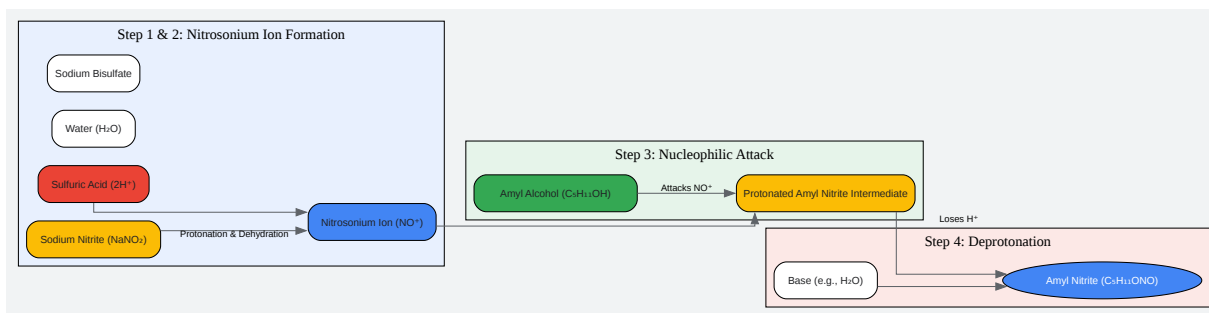 Step 1 & 2: Nitrosonium Ion Formation
Sodium Bisulfate
Water (H₂O)
Sulfuric Acid (2H⁺)
Sodium Nitrite (NaNO₂)
Protonation & Dehydration
Nitrosonium Ion (NO⁺)
Step 3: Nucleophilic Attack
Amyl Alcohol (C₅H₁₁OH)
Attacks NO⁺
Protonated Amyl Nitrite Intermediate
Loses H⁺
Step 4: Deprotonation
Base (e.g., H₂O)
Amyl Nitrite (C₅H₁₁ONO)